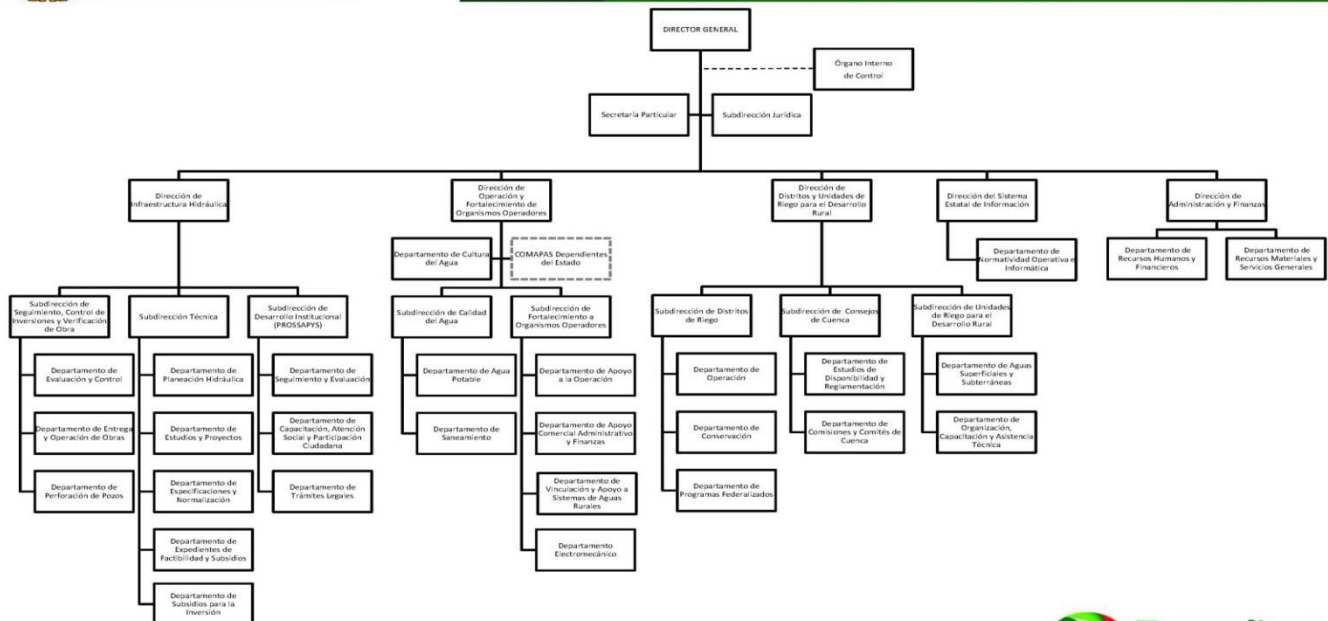 DIRECTOR GENERAL
Órgano Interno
de Control
Secretaría Particular
Subdirección Jurídica
Dirección de
Infraestructura Hidráulica
Dirección de
Operación y
Fortalecimiento de
Organismos Operadores
Dirección de
Distritos y Unidades de
Riego para el Desarrollo
Rural
Dirección del Sistema
Estatal de Información
Dirección de
Administración y Finanzas
Departamento de Cultura
del Agua
COMAPAS Dependientes
del Estado
Departamento de
Normatividad Operativa e
Informática
Departamento de
Recursos Humanos y
Financieros
Departamento de
Recursos Materiales y
Servicios Generales
Subdirección de
Seguimiento, Control de
Inversiones y Verificación
de Obra
Subdirección Técnica
Subdirección de
Desarrollo Institucional
(PROSSAPYS)
Subdirección de Calidad
del Agua
Subdirección de
Fortalecimiento a
Organismos Operadores
Subdirección de Distritos
de Riego
Subdirección de Consejos
de Cuenca
Subdirección de Unidades
de Riego para el
Desarrollo Rural
Departamento de
Evaluación y Control
Departamento de
Planeación Hidráulica
Departamento de
Seguimiento y Evaluación
Departamento de Agua
Potable
Departamento de Apoyo
a la Operación
Departamento de
Operación
Departamento de
Estudios de
Disponibilidad y
Reglamentación
Departamento de Aguas
Superficiales y
Subterráneas
Departamento de Entrega
y Operación de Obras
Departamento de
Estudios y Proyectos
Departamento de
Capacitación, Atención
Social y Participación
Ciudadana
Departamento de
Saneamiento
Departamento de Apoyo
Comercial Administrativo
y Finanzas
Departamento de
Conservación
Departamento de
Comisiones y Comités de
Cuenca
Departamento de
Organización,
Capacitación y Asistencia
Técnica
Departamento de
Perforación de Pozos
Departamento de
Especificaciones y
Normalización
Departamento de
Trámites Legales
Departamento de
Vinculación y Apoyo a
Sistemas de Aguas
Rurales
Departamento de
Programas Federalizados
Departamento de
Expedientes de
Factibilidad y Subsidios
Departamento
Electromecánico
Departamento de
Subsidios para la
Inversión